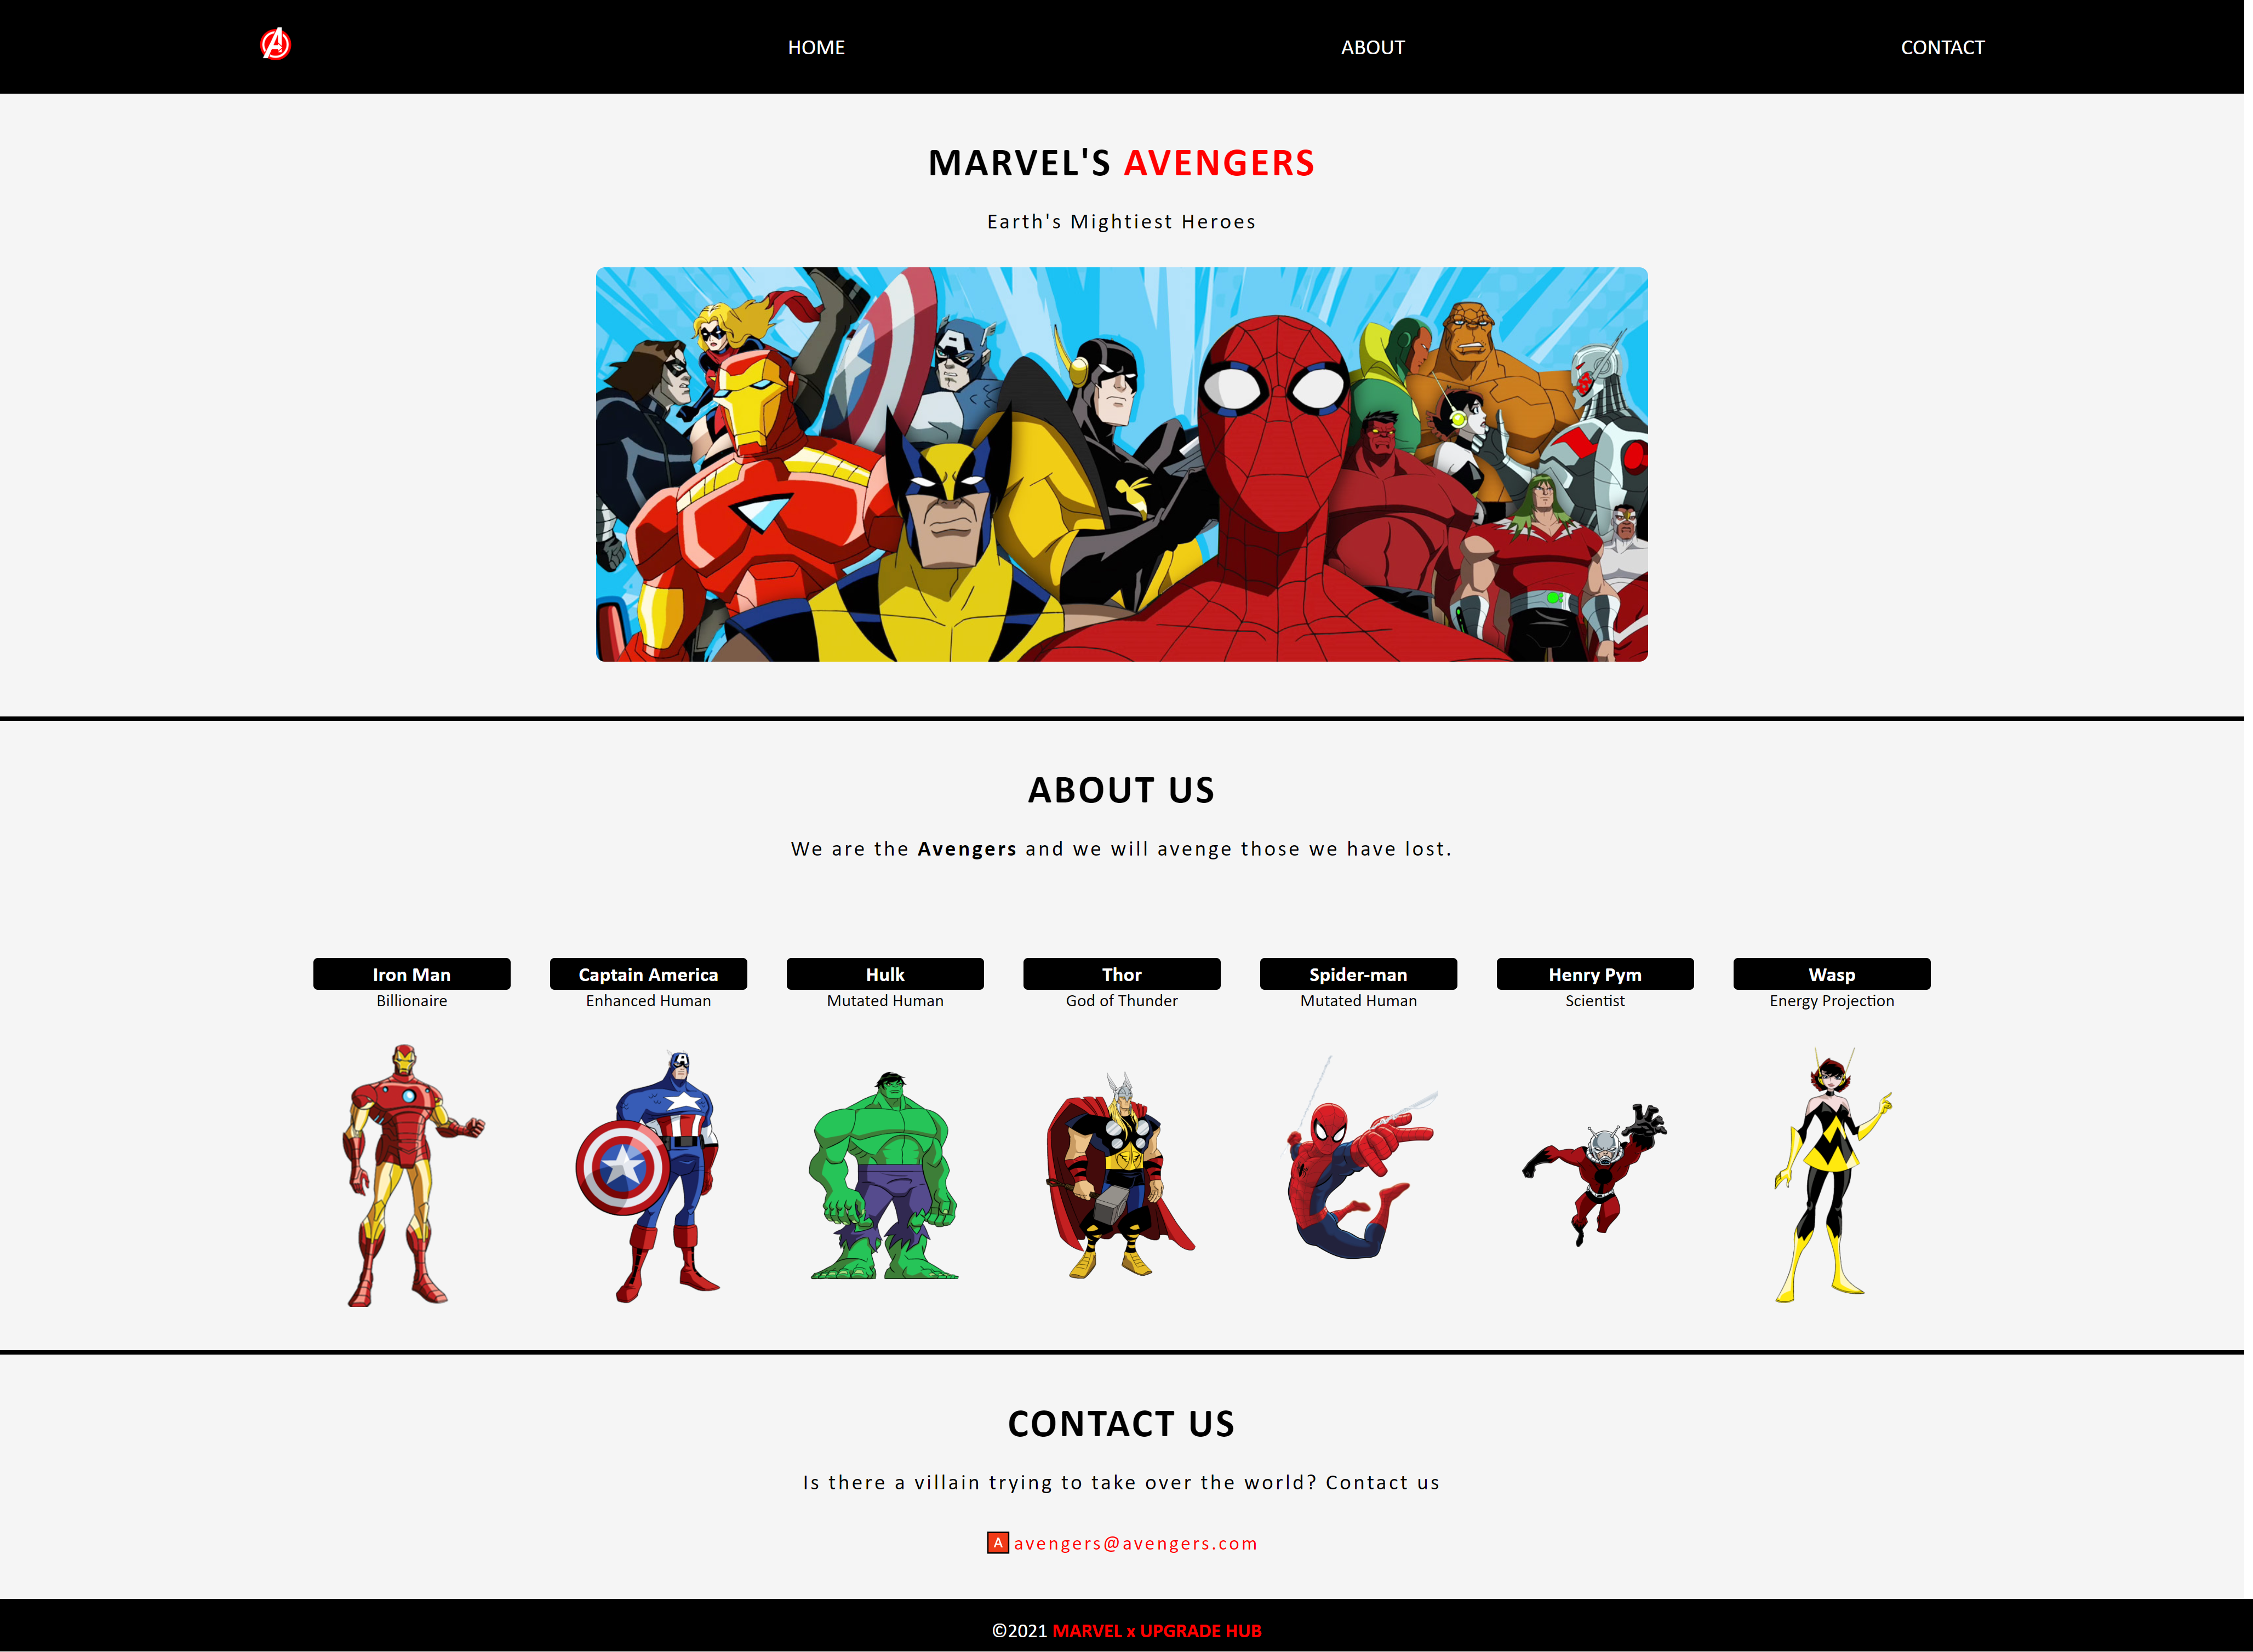 HOME ABOUT CONTACT
MARVEL'S AVENGERS
Earth's Mightiest Heroes
ABOUT US
We are the Avengers and we will avenge those we have lost.
Iron Man
Billionaire
Captain America
Enhanced Human
Hulk
Mutated Human
Thor
God of Thunder
Spider-man
Mutated Human
Henry Pym
Scientist
Wasp
Energy Projection
CONTACT US
Is there a villain trying to take over the world? Contact us
A avengers@avengers.com
©2021 MARVEL x UPGRADE HUB